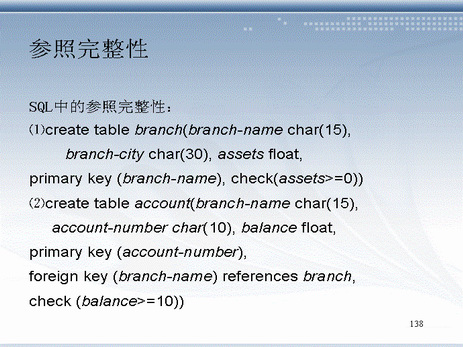 参照完整性
SQL中的参照完整性：
⑴create table branch(branch-name char(15),
branch-city char(30), assets float,
primary key (branch-name), check(assets>=0))
⑵create table account(branch-name char(15),
account-number char(10), balance float,
primary key (account-number),
foreign key (branch-name) references branch,
check (balance>=10))
138